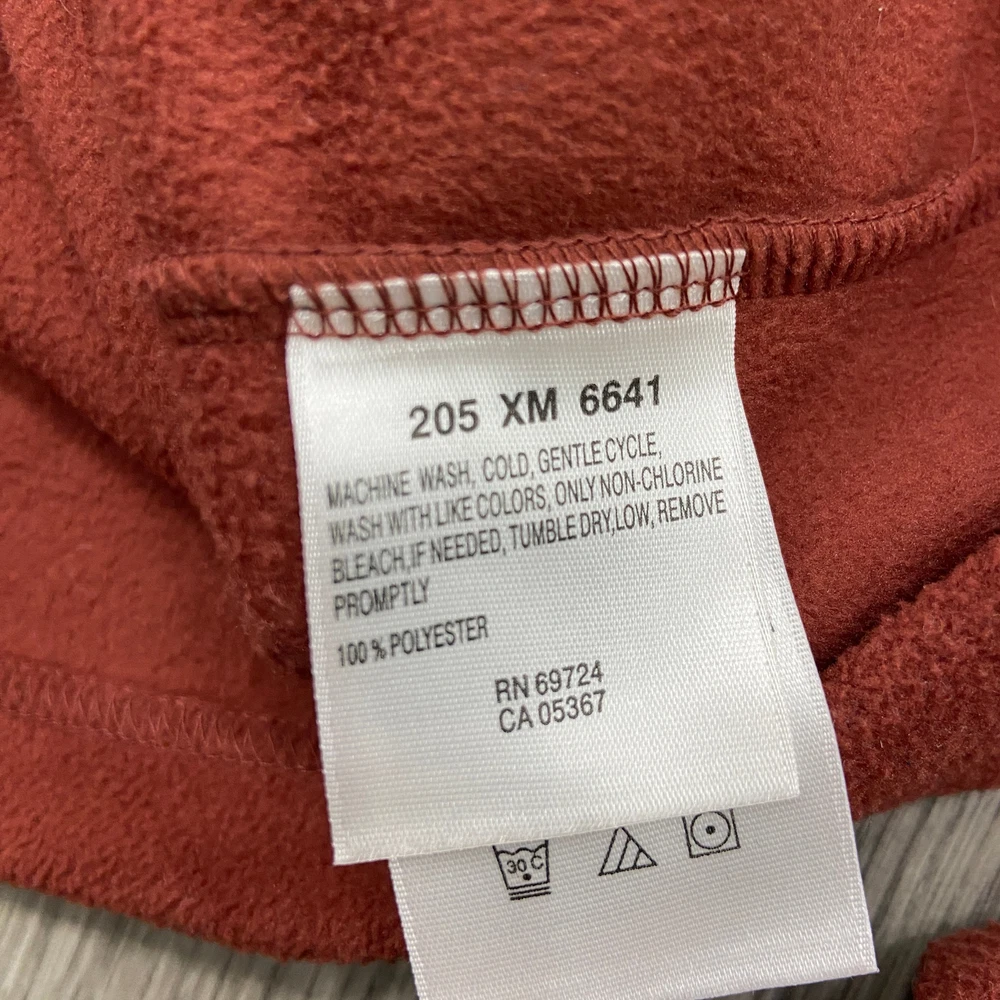 205 XM 6641
MACHINE WASH, COLD, GENTLE CYCLE,
WASH WITH LIKE COLORS, ONLY NON-CHLORINE
BLEACH,IF NEEDED, TUMBLE DRY,LOW, REMOVE
PROMPTLY
100 % POLYESTER
RN 69724
CA 05367
30 C